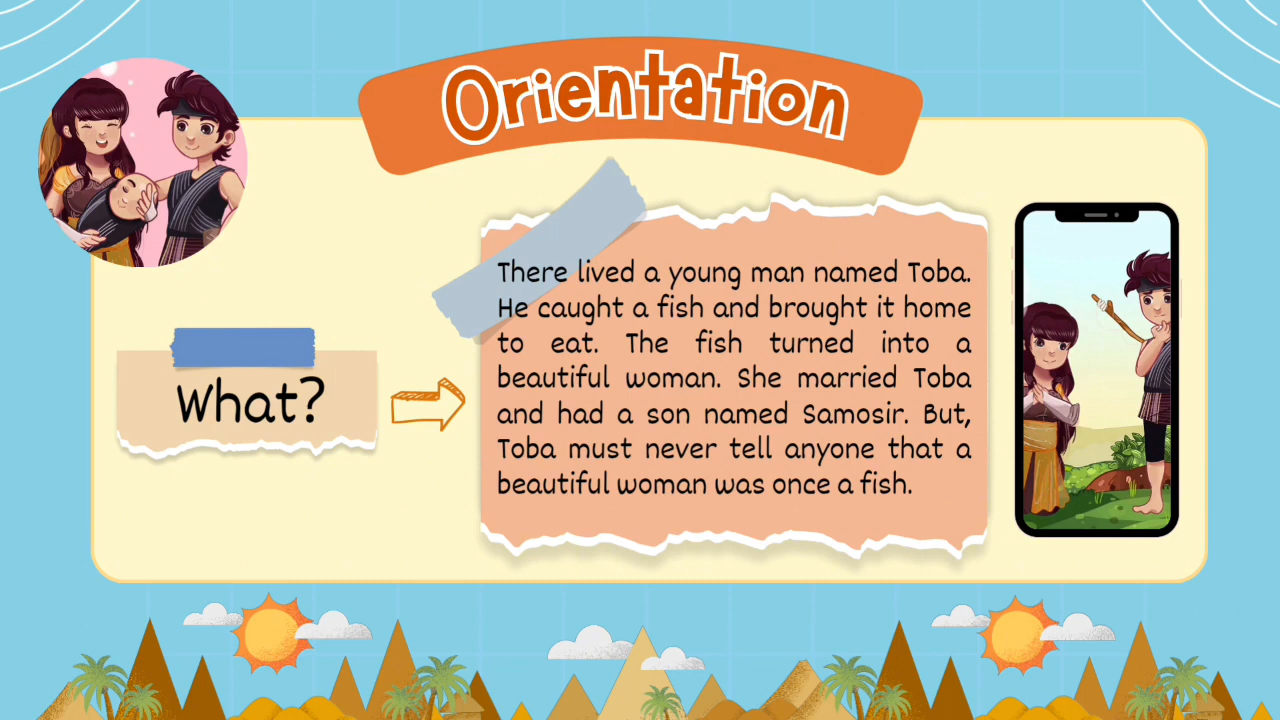 Orientation
What?
There lived a young man named Toba.
He caught a fish and brought it home
to eat. The fish turned into a
beautiful woman. She married Toba
and had a son named Samosir. But,
Toba must never tell anyone that a
beautiful woman was once a fish.